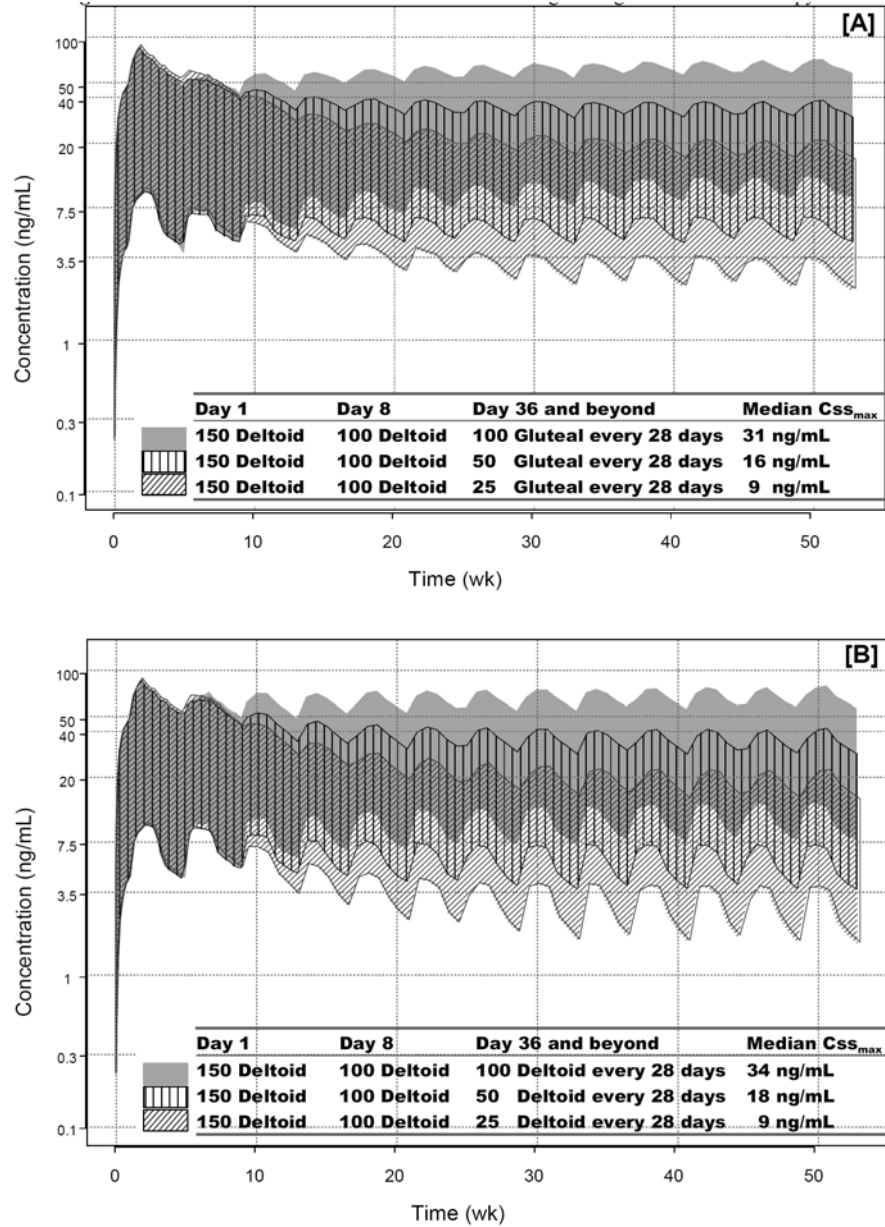 [A]
Concentration (ng/mL)
100
50
40
20
7.5
3.5
1
0.3
0.1
Day 1 Day 8 Day 36 and beyond Median Cssmax
150 Deltoid 100 Deltoid 100 Gluteal every 28 days 31 ng/mL
150 Deltoid 100 Deltoid 50 Gluteal every 28 days 16 ng/mL
150 Deltoid 100 Deltoid 25 Gluteal every 28 days 9 ng/mL
0 10 20 30 40 50
Time (wk)
[B]
Concentration (ng/mL)
100
50
40
20
7.5
3.5
1
0.3
0.1
Day 1 Day 8 Day 36 and beyond Median Cssmax
150 Deltoid 100 Deltoid 100 Deltoid every 28 days 34 ng/mL
150 Deltoid 100 Deltoid 50 Deltoid every 28 days 18 ng/mL
150 Deltoid 100 Deltoid 25 Deltoid every 28 days 9 ng/mL
0 10 20 30 40 50
Time (wk)